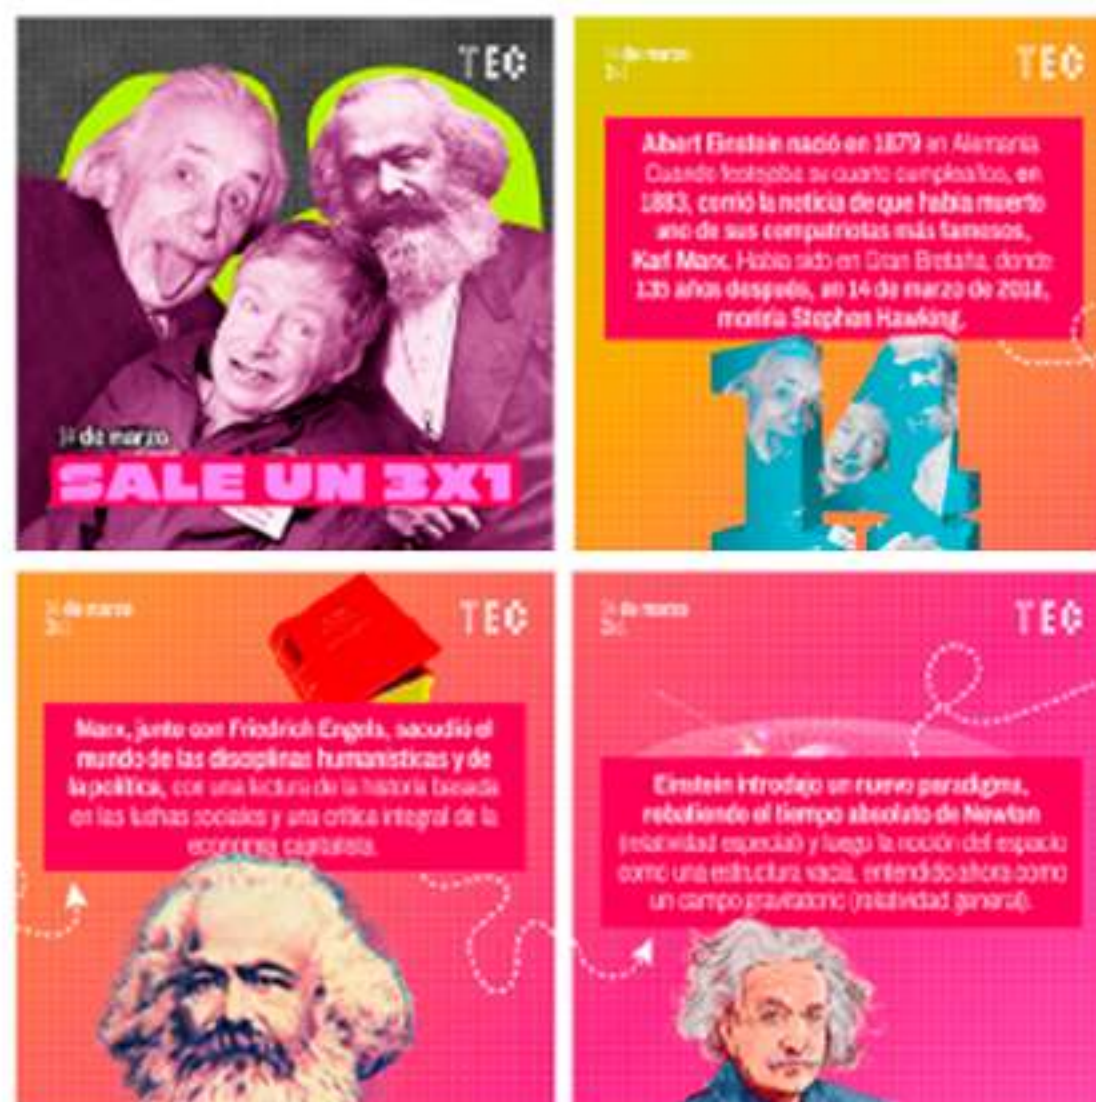 TEC
14 de marzo
SALE UN 3X1
14 de marzo
TEC
Albert Einstein nació en 1879 en Alemania
Cuando festejaba su cuarto cumpleaños, en
1883, corrió la noticia de que había muerto
uno de sus compatriotas más famosos,
Karl Marx. Había sido en Gran Bretaña, donde
135 años después, un 14 de marzo de 2018,
moriría Stephen Hawking.
14
14 de marzo
TEC
Marx, junto con Friedrich Engels, sacudió el
mundo de las disciplinas humanísticas y de
la política, con una lectura de la historia basada
en las luchas sociales y una crítica integral de la
economía capitalista.
14 de marzo
TEC
Einstein introdujo un nuevo paradigma,
rebatiendo el tiempo absoluto de Newton
(relatividad especial) y luego la noción del espacio
como una estructura vacía, entendido ahora como
un campo gravitatorio (relatividad general).